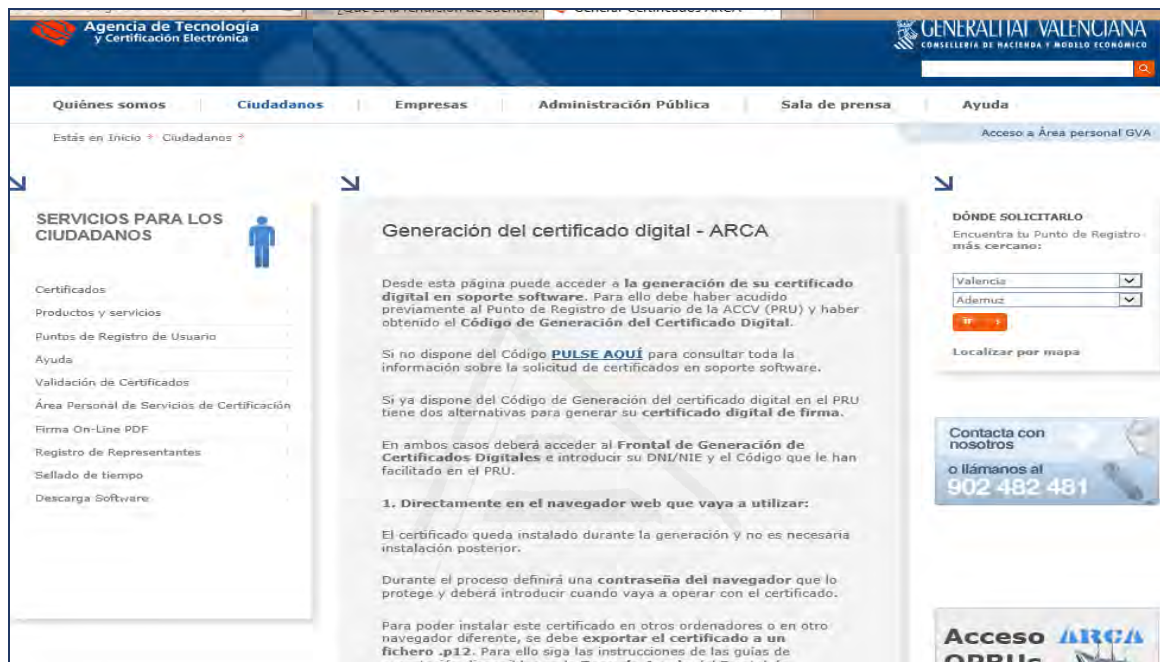 Agencia de Tecnología
y Certificación Electrónica
GENERALITAT VALENCIANA
CONSELLERIA DE HACIENDA Y MODELO ECONÓMICO
Quiénes somos
Ciudadanos
Empresas
Administración Pública
Sala de prensa
Ayuda
Estás en Inicio Ciudadanos
Acceso a Área personal GVA
SERVICIOS PARA LOS
CIUDADANOS
Certificados
Productos y servicios
Puntos de Registro de Usuario
Ayuda
Validación de Certificados
Área Personal de Servicios de Certificación
Firma On-Line PDF
Registro de Representantes
Sellado de tiempo
Descarga Software
Generación del certificado digital - ARCA
Desde esta página puede acceder a la generación de su certificado
digital en soporte software. Para ello debe haber acudido
previamente al Punto de Registro de Usuario de la ACCV (PRU) y haber
obtenido el Código de Generación del Certificado Digital.
Si no dispone del Código PULSE AQUÍ para consultar toda la
información sobre la solicitud de certificados en soporte software.
Si ya dispone del Código de Generación del certificado digital en el PRU
tiene dos alternativas para generar su certificado digital de firma.
En ambos casos deberá acceder al Frontal de Generación de
Certificados Digitales e introducir su DNI/NIE y el Código que le han
facilitado en el PRU.
1. Directamente en el navegador web que vaya a utilizar:
El certificado queda instalado durante la generación y no es necesaria
instalación posterior.
Durante el proceso definirá una contraseña del navegador que lo
protege y deberá introducir cuando vaya a operar con el certificado.
Para poder instalar este certificado en otros ordenadores o en otro
navegador diferente, se debe exportar el certificado a un
fichero .p12. Para ello siga las instrucciones de las guías de
DÓNDE SOLICITARLO
Encuentra tu Punto de Registro
más cercano:
Valencia
Ademuz
Localizar por mapa
Contacta con
nosotros
o llámanos al
902 482 481
Acceso ARCA
OPRUs